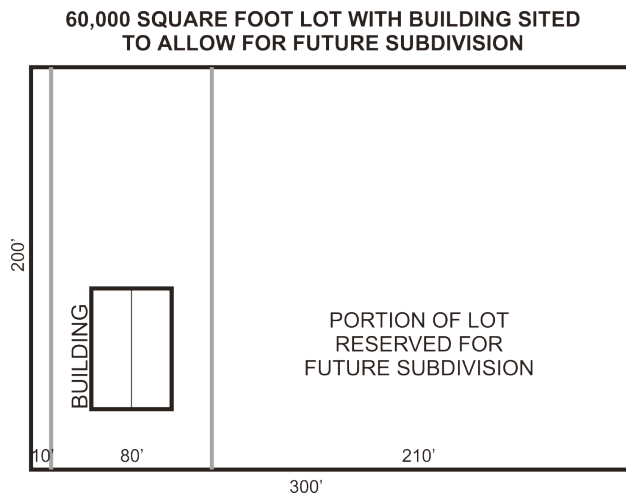 60,000 SQUARE FOOT LOT WITH BUILDING SITED
TO ALLOW FOR FUTURE SUBDIVISION
200’
BUILDING
PORTION OF LOT
RESERVED FOR
FUTURE SUBDIVISION
10’
80’
210’
300’